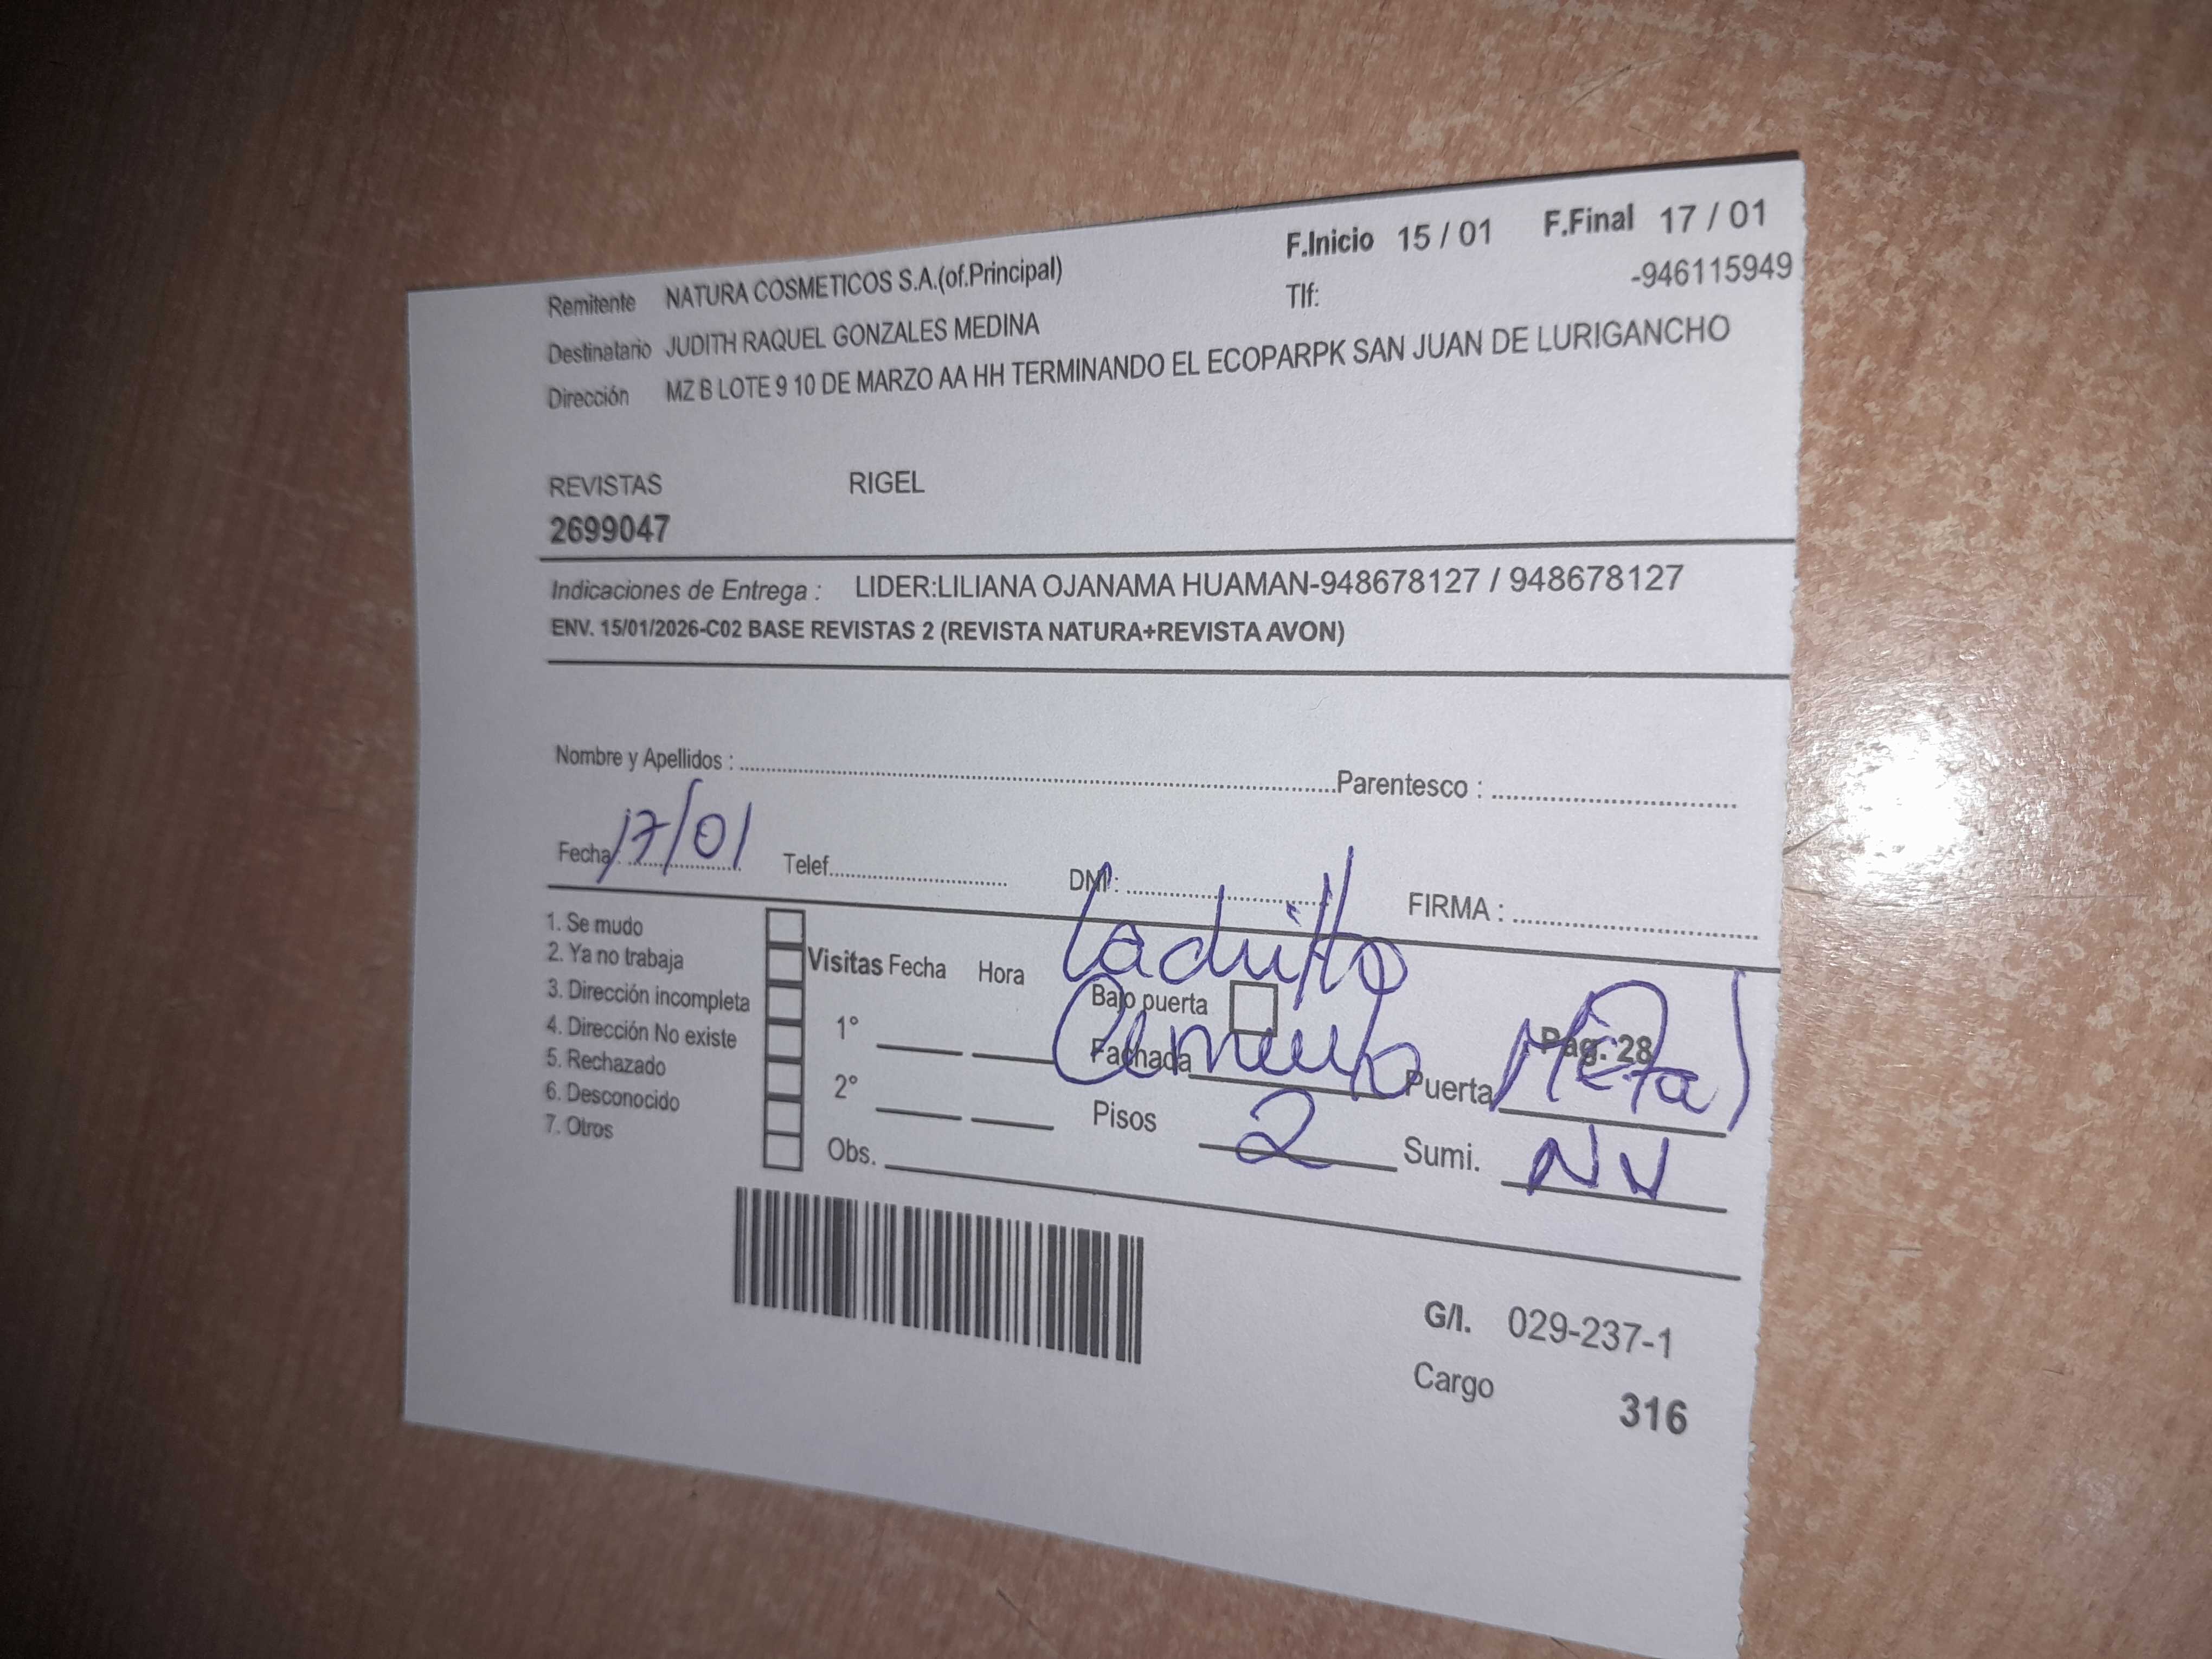 F.Inicio 15 / 01 F.Final 17 / 01
Remitente NATURA COSMETICOS S.A.(of.Principal) Tlf: -946115949
Destinatario JUDITH RAQUEL GONZALES MEDINA
Dirección MZ B LOTE 9 10 DE MARZO AA HH TERMINANDO EL ECOPARPK SAN JUAN DE LURIGANCHO
REVISTAS RIGEL
2699047
Indicaciones de Entrega : LIDER:LILIANA OJANAMA HUAMAN-948678127 / 948678127
ENV. 15/01/2026-C02 BASE REVISTAS 2 (REVISTA NATURA+REVISTA AVON)
Nombre y Apellidos : Parentesco :
Fecha: 17/01 Telef. DNI : FIRMA :
1. Se mudo
2. Ya no trabaja
3. Dirección incompleta
4. Dirección No existe
5. Rechazado
6. Desconocido
7. Otros
Visitas Fecha Hora
1°
2°
Obs.
Ladrillo
Bajo puerta Pag. 28
Fachada Puerta Metal
Pisos 2 Sumi. NV
G/I. 029-237-1
Cargo 316